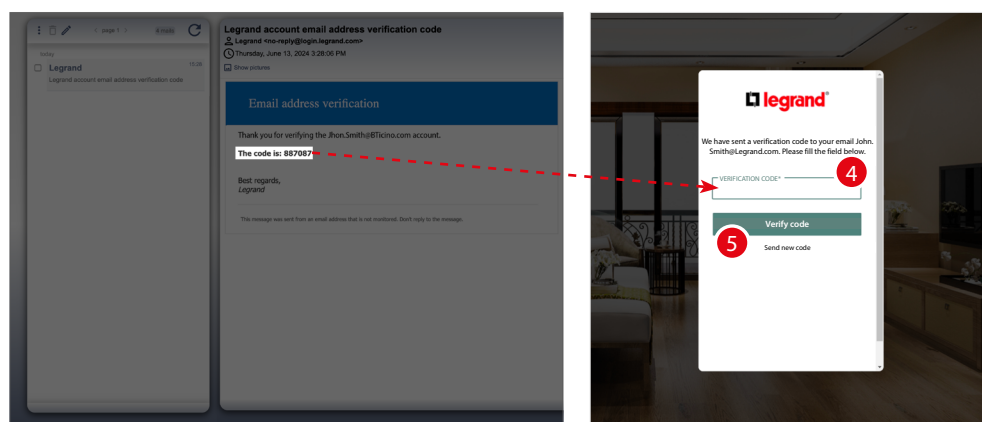 page 1
4 mails
today
Legrand
15:28
Legrand account email address verification code
Legrand account email address verification code
Legrand <no-reply@login.legrand.com>
Thursday, June 13, 2024 3:28:06 PM
Show pictures
Email address verification
Thank you for verifying the Jhon.Smith@BTicino.com account.
The code is: 887087
Best regards,
Legrand
This message was sent from an email address that is not monitored. Don't reply to the message.
legrand®
We have sent a verification code to your email John.
Smith@Legrand.com. Please fill the field below.
4
VERIFICATION CODE*
Verify code
5
Send new code